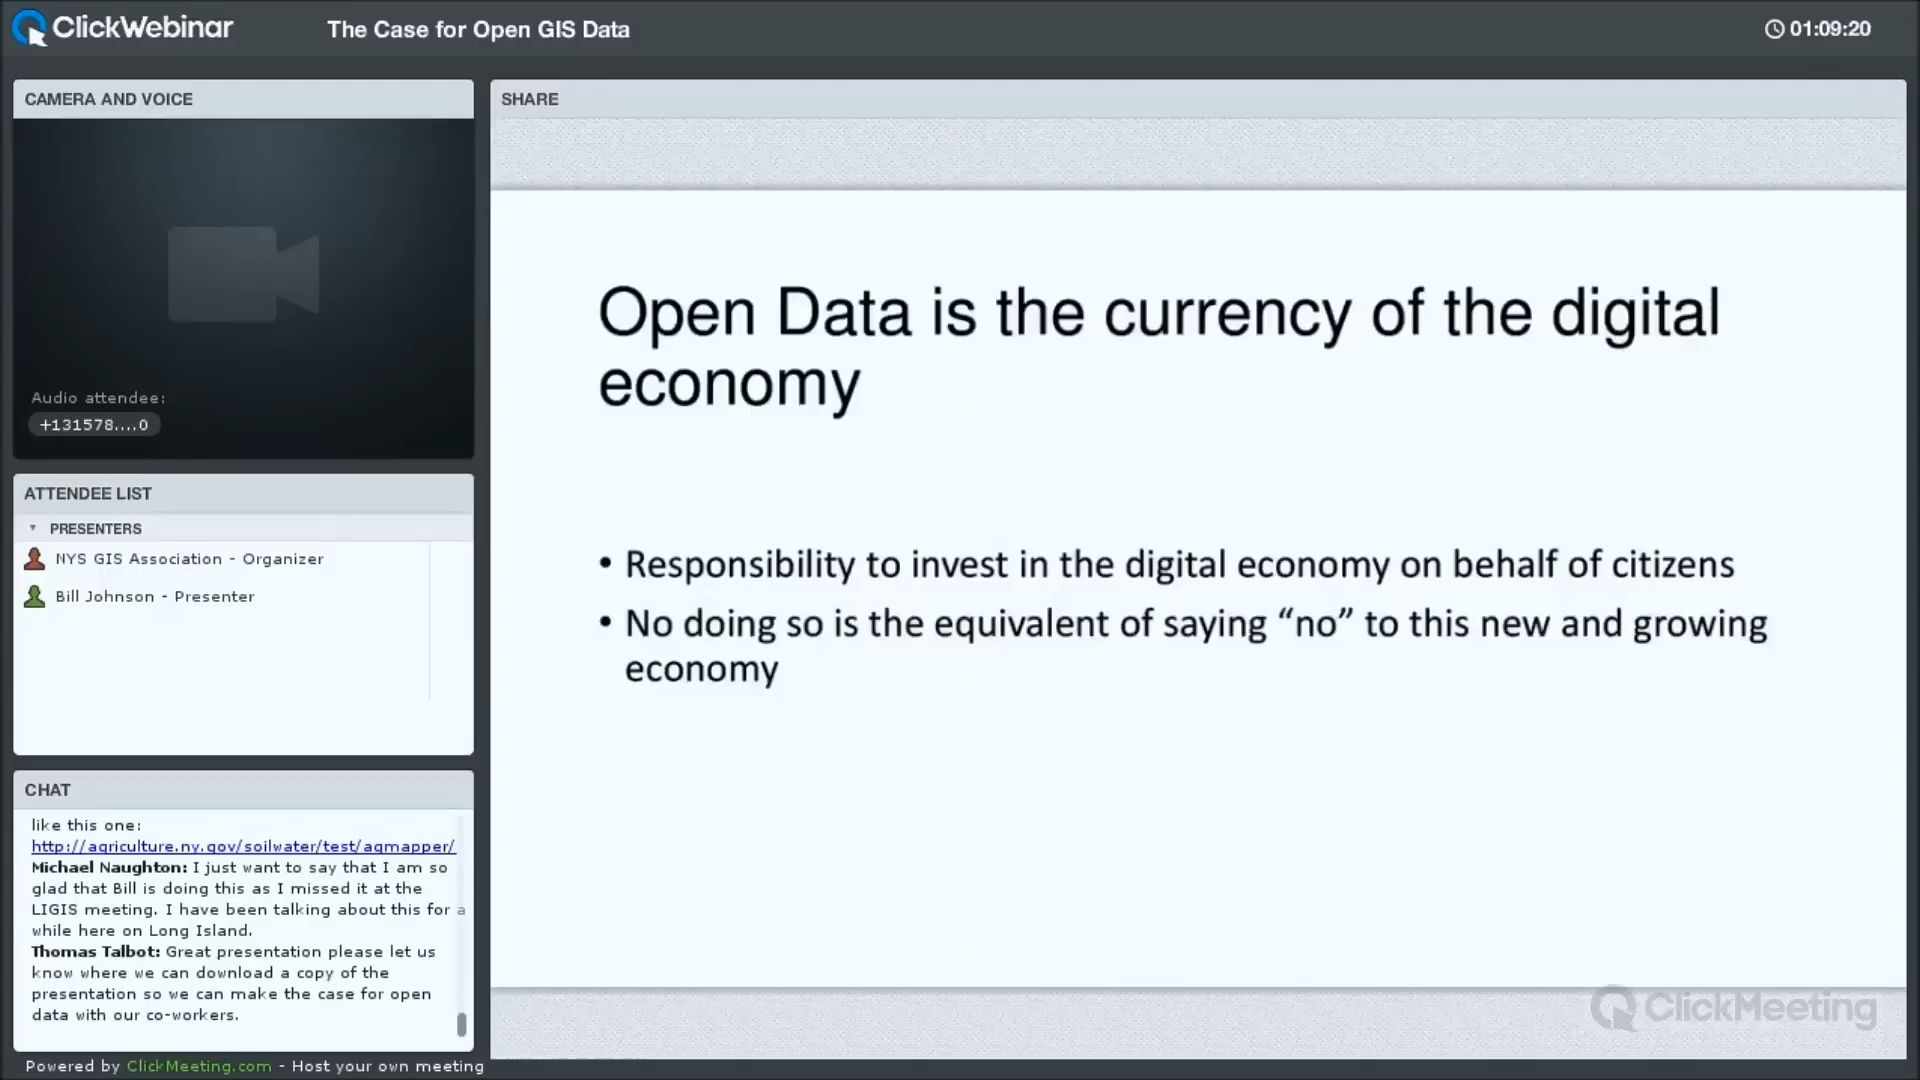 ClickWebinar
The Case for Open GIS Data
01:09:20
CAMERA AND VOICE
Audio attendee:
+131578....0
ATTENDEE LIST
PRESENTERS
NYS GIS Association - Organizer
Bill Johnson - Presenter
CHAT
like this one:
http://agriculture.ny.gov/soilwater/test/aqmapper/
Michael Naughton: I just want to say that I am so
glad that Bill is doing this as I missed it at the
LIGIS meeting. I have been talking about this for a
while here on Long Island.
Thomas Talbot: Great presentation please let us
know where we can download a copy of the
presentation so we can make the case for open
data with our co-workers.
Powered by ClickMeeting.com - Host your own meeting
SHARE
Open Data is the currency of the digital
economy
• Responsibility to invest in the digital economy on behalf of citizens
• No doing so is the equivalent of saying “no” to this new and growing
economy
ClickMeeting